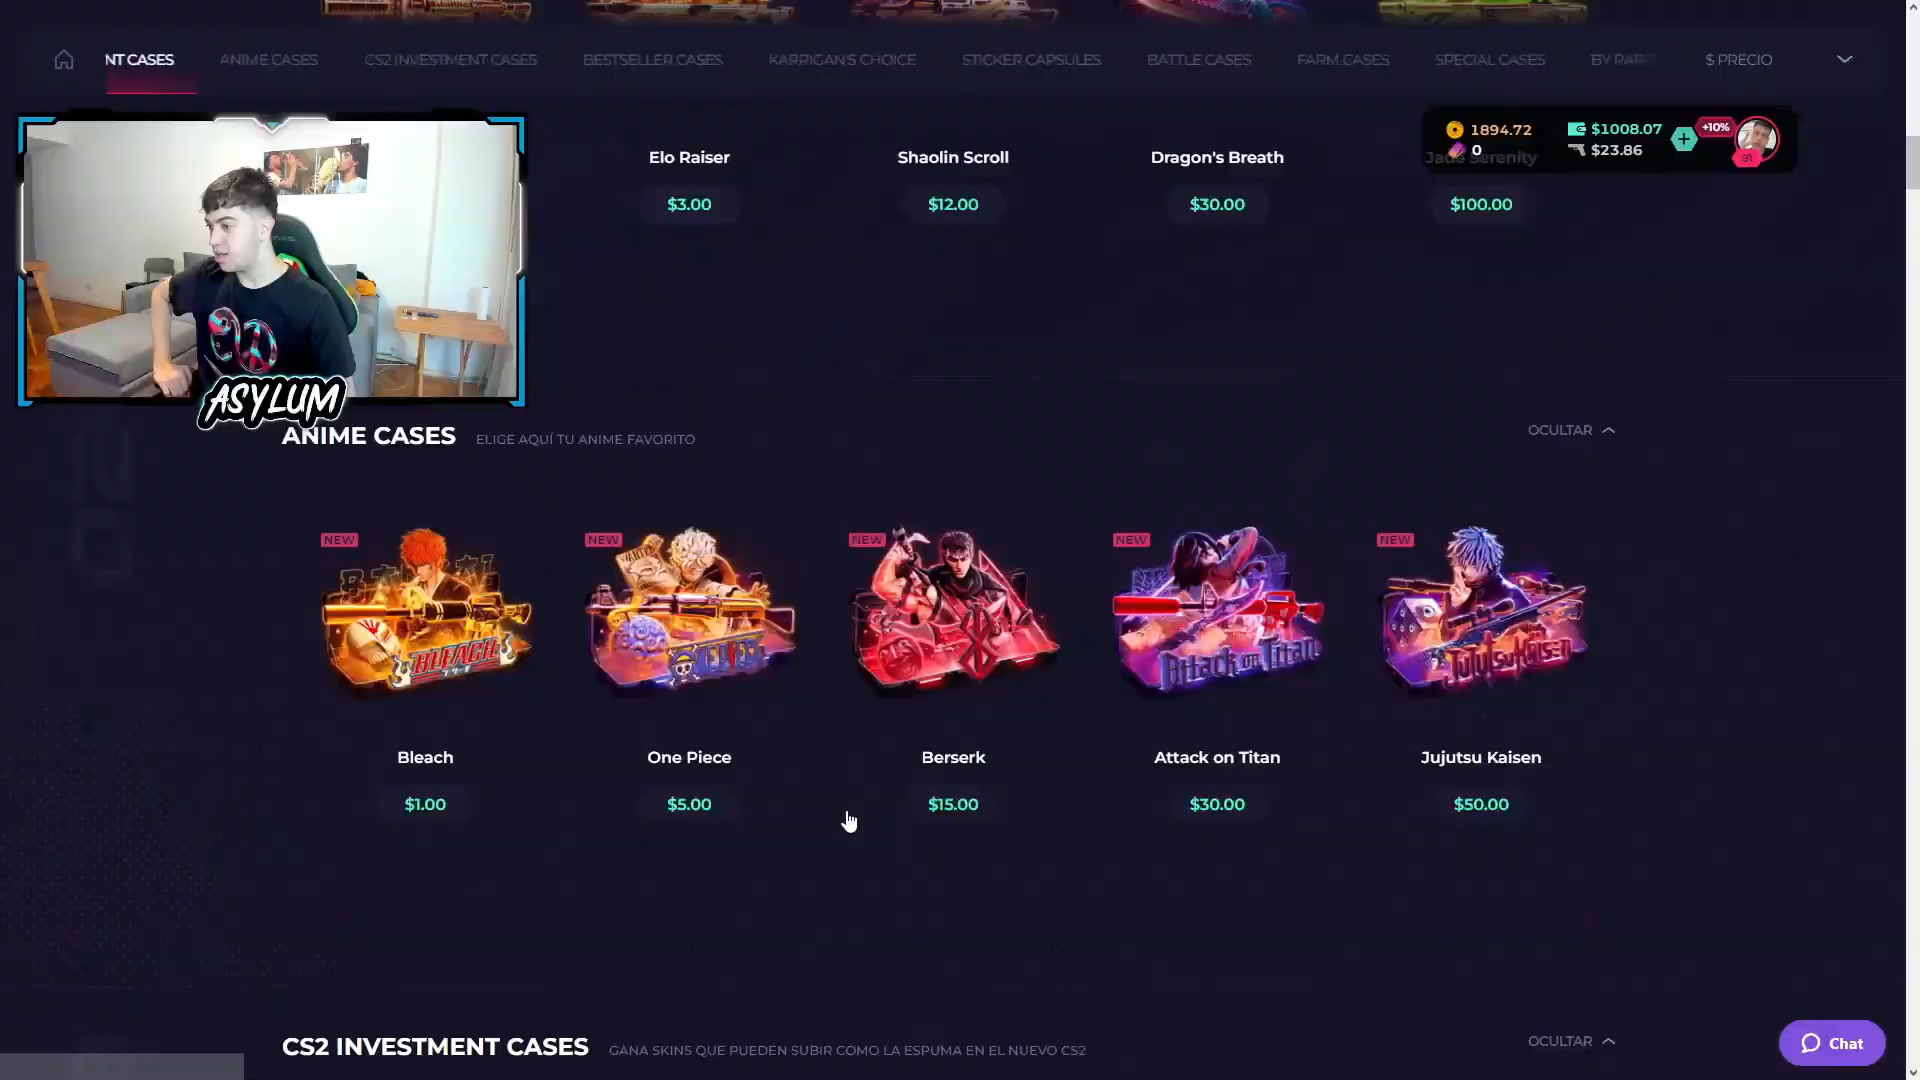 NT CASES ANIME CASES CS2 INVESTMENT CASES BESTSELLER CASES KARRIGAN'S CHOICE STICKER CAPSULES BATTLE CASES FARM CASES SPECIAL CASES $ PRECIO
1894.72 $1008.07 +10%
0 $23.86 91
Elo Raiser Shaolin Scroll Dragon's Breath Jade Serenity
$3.00 $12.00 $30.00 $100.00
ASYLUM
ANIME CASES ELIGE AQUÍ TU ANIME FAVORITO OCULTAR
NEW NEW NEW NEW NEW
BLEACH Attack on Titan Jujutsu Kaisen
Bleach One Piece Berserk Attack on Titan Jujutsu Kaisen
$1.00 $5.00 $15.00 $30.00 $50.00
CS2 INVESTMENT CASES GANA SKINS QUE PUEDEN SUBIR COMO LA ESPUMA EN EL NUEVO CS2 OCULTAR
Chat